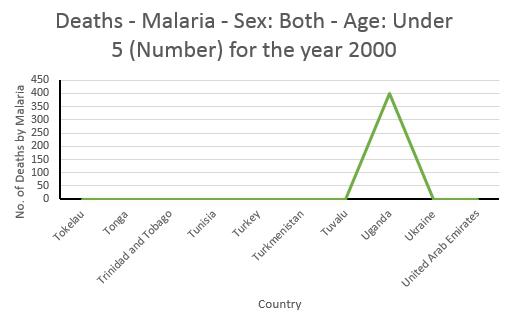 Deaths - Malaria - Sex: Both - Age: Under
5 (Number) for the year 2000
No. of Deaths by Malaria
450
400
350
300
250
200
150
100
50
0
Tokelau
Tonga
Trinidad and Tobago
Tunisia
Turkey
Turkmenistan
Tuvalu
Uganda
Ukraine
United Arab Emirates
Country